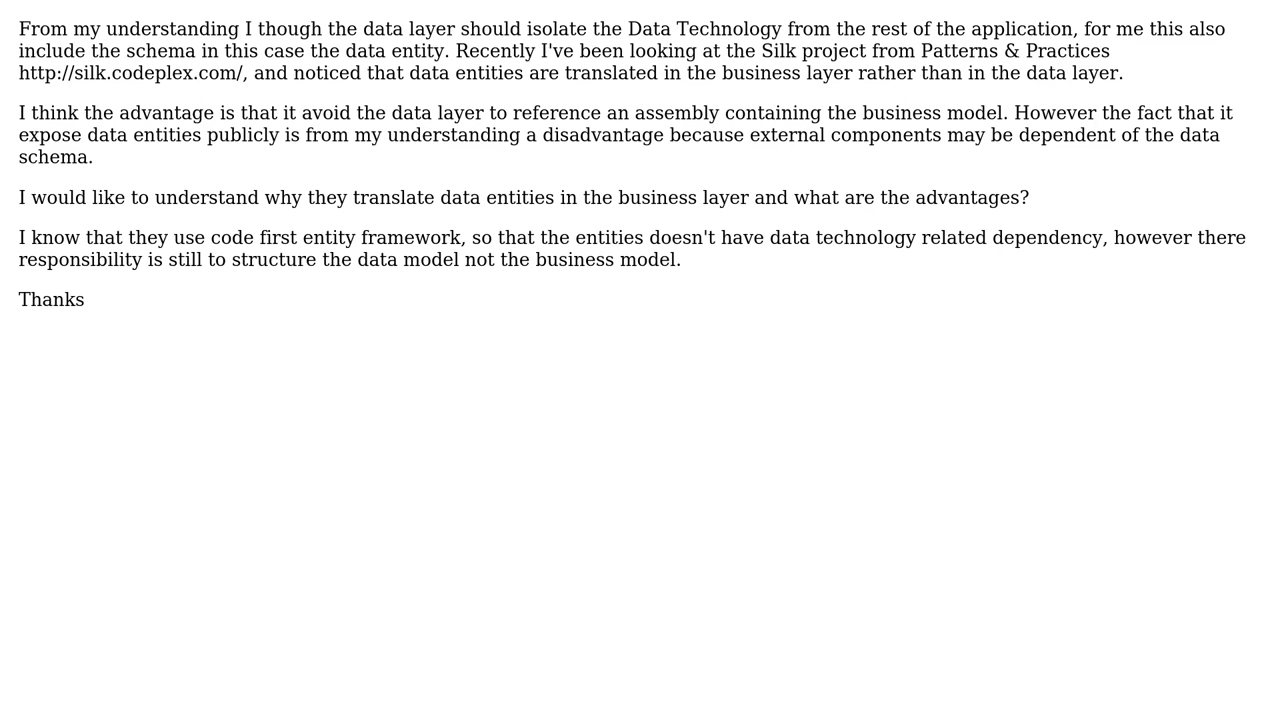 From my understanding I though the data layer should isolate the Data Technology from the rest of the application, for me this also
include the schema in this case the data entity. Recently I've been looking at the Silk project from Patterns & Practices
http://silk.codeplex.com/, and noticed that data entities are translated in the business layer rather than in the data layer.
I think the advantage is that it avoid the data layer to reference an assembly containing the business model. However the fact that it
expose data entities publicly is from my understanding a disadvantage because external components may be dependent of the data
schema.
I would like to understand why they translate data entities in the business layer and what are the advantages?
I know that they use code first entity framework, so that the entities doesn't have data technology related dependency, however there
responsibility is still to structure the data model not the business model.
Thanks